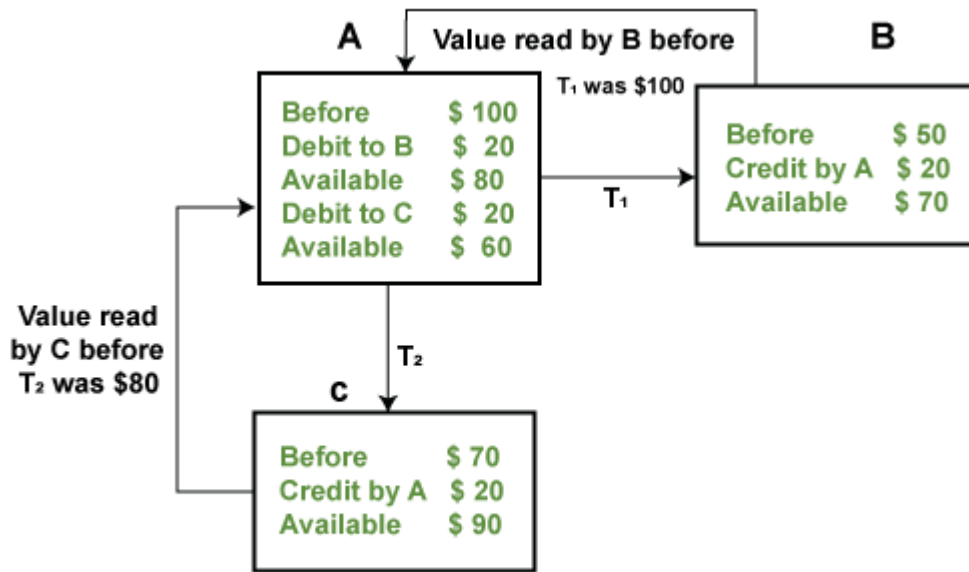 A
Value read by B before
B
T₁ was $100
Before $ 100
Debit to B $ 20
Available $ 80
Debit to C $ 20
Available $ 60
T₁
Before $ 50
Credit by A $ 20
Available $ 70
Value read
by C before
T₂ was $80
T₂
c
Before $ 70
Credit by A $ 20
Available $ 90